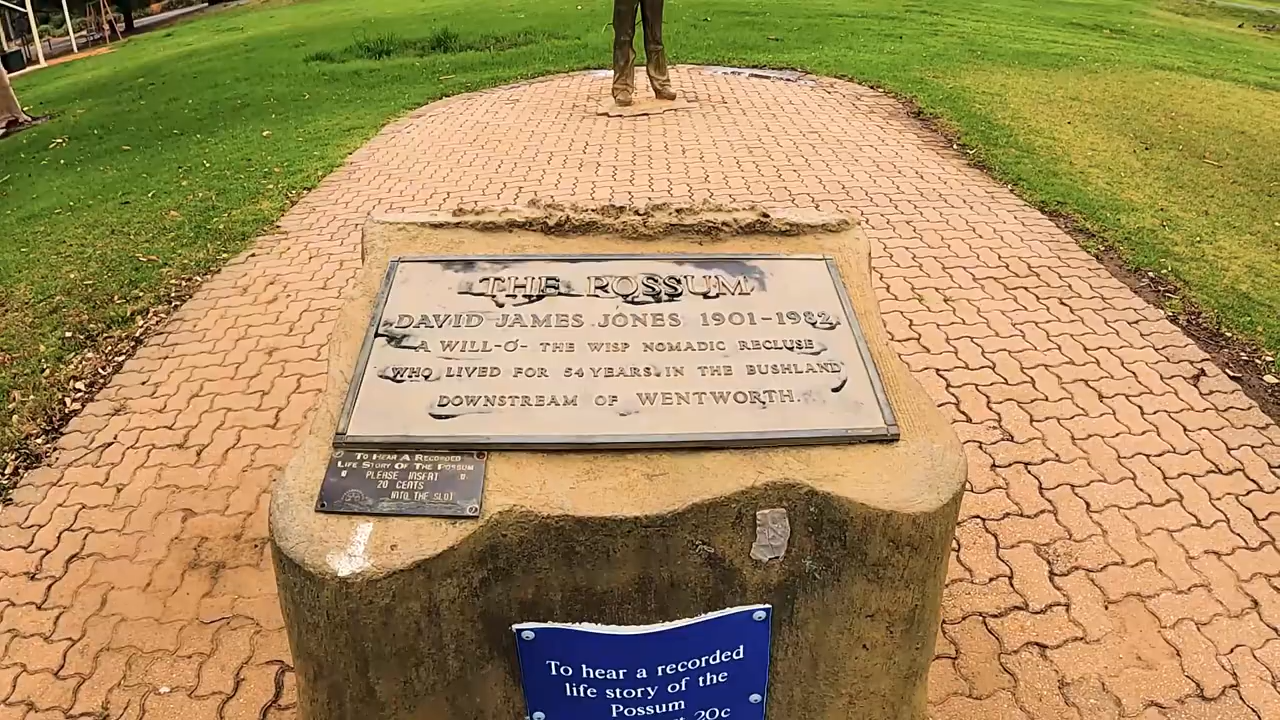 THE POSSUM
DAVID JAMES JONES 1901-1982
A WILL-O'- THE WISP NOMADIC RECLUSE
WHO LIVED FOR 54 YEARS IN THE BUSHLAND
DOWNSTREAM OF WENTWORTH.
TO HEAR A RECORDED
LIFE STORY OF THE POSSUM
PLEASE INSERT
20 CENTS
INTO THE SLOT
To hear a recorded
life story of the
Possum
20c